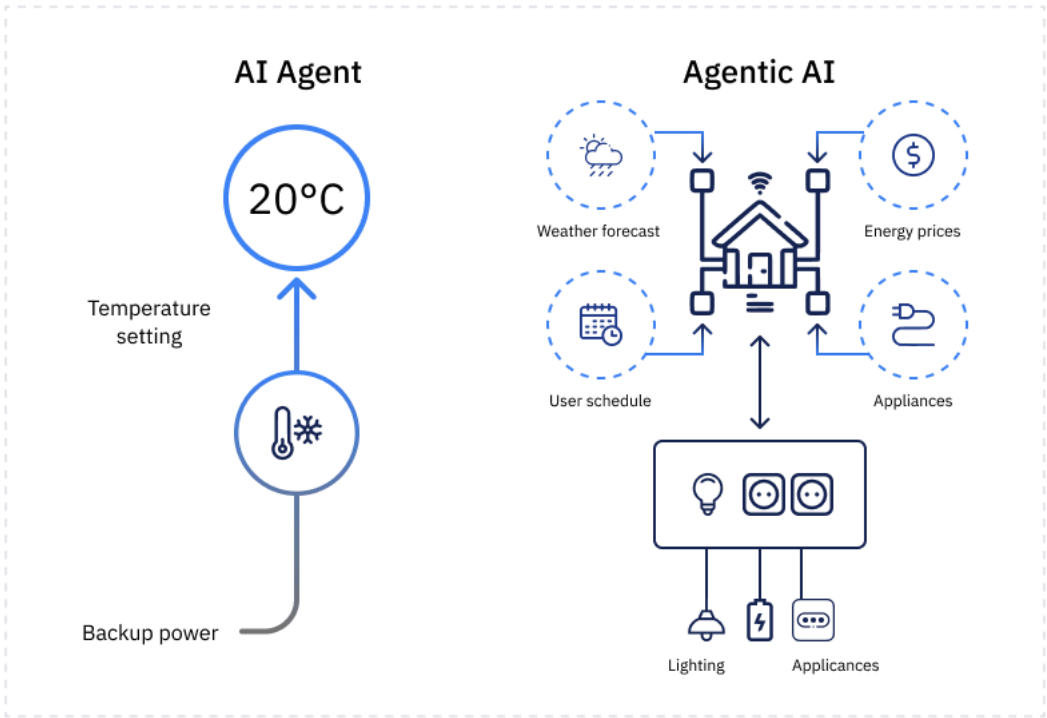 AI Agent
20°C
Temperature
setting
Backup power
Agentic AI
Weather forecast
Energy prices
User schedule
Appliances
Lighting
Applicances